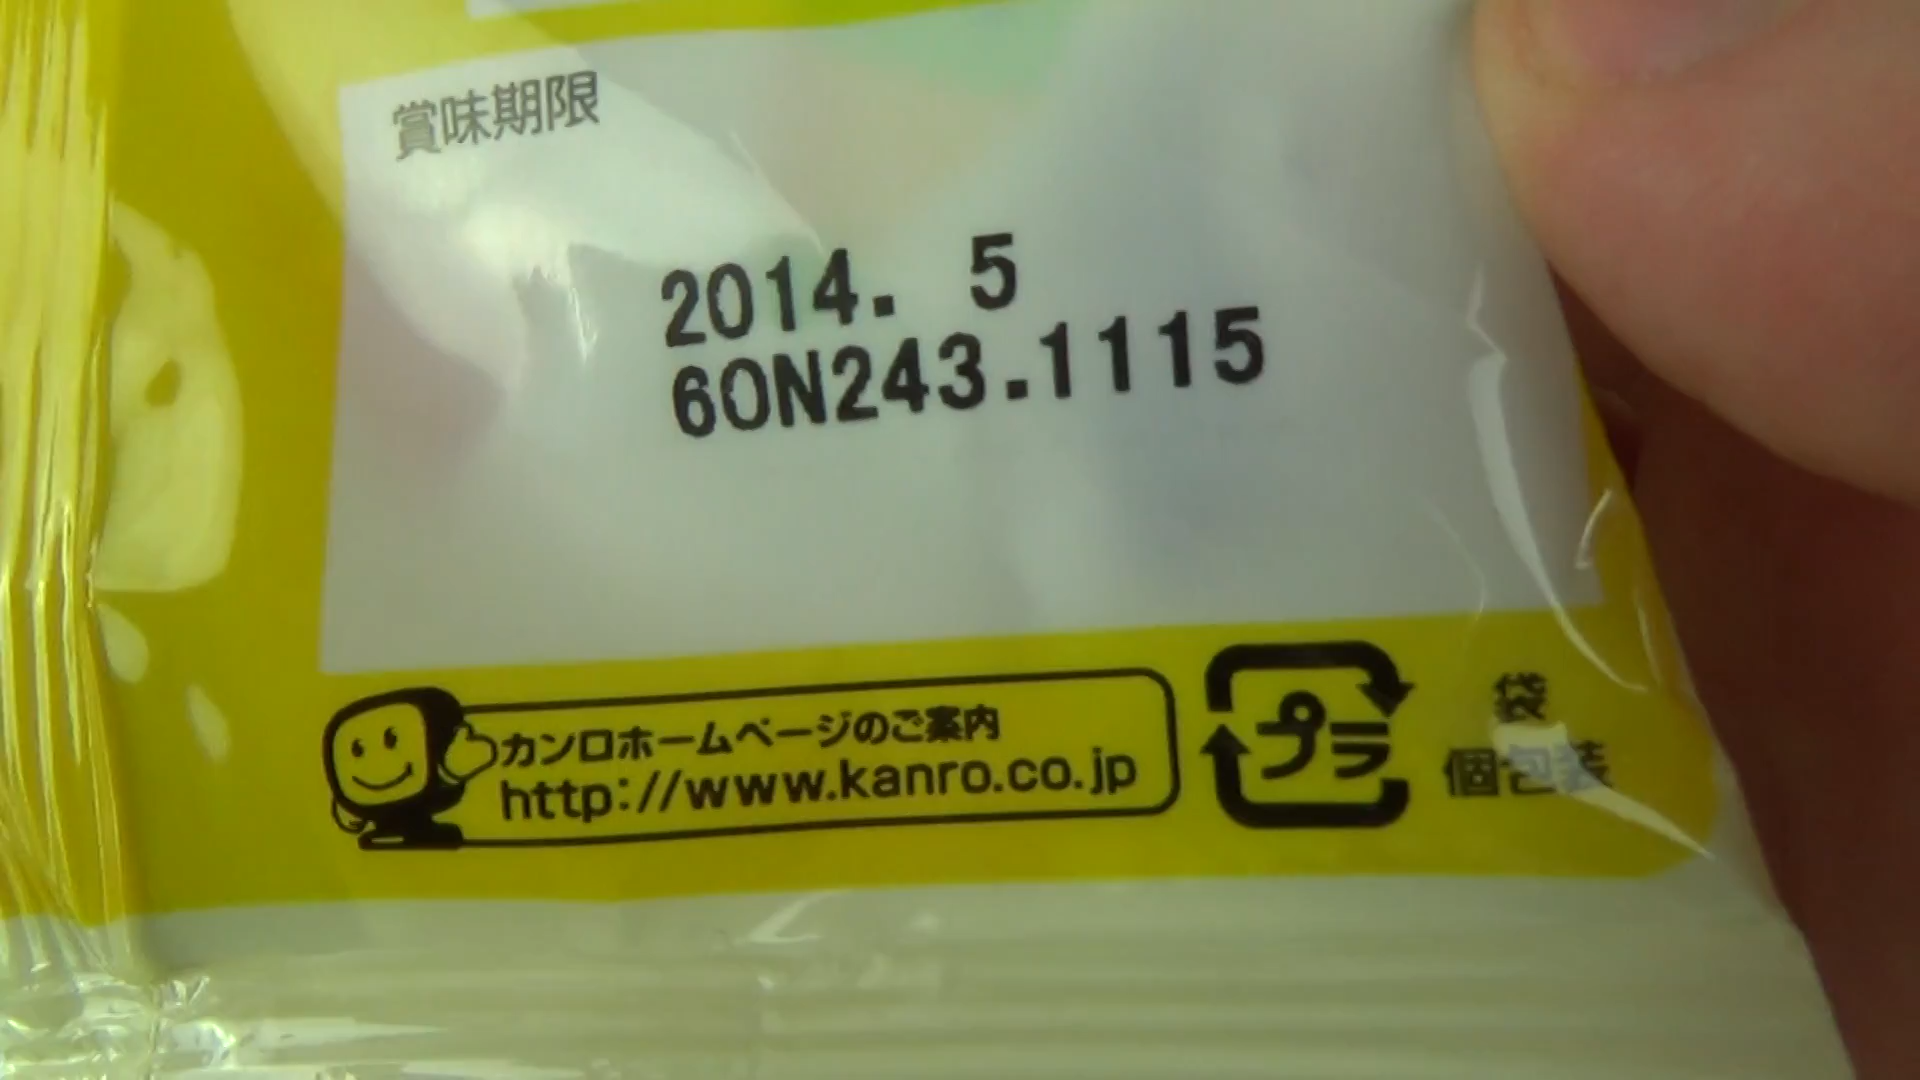 賞味期限
2014. 5
60N243.1115
カンロホームページのご案内
http://www.kanro.co.jp
プラ
袋
個包装